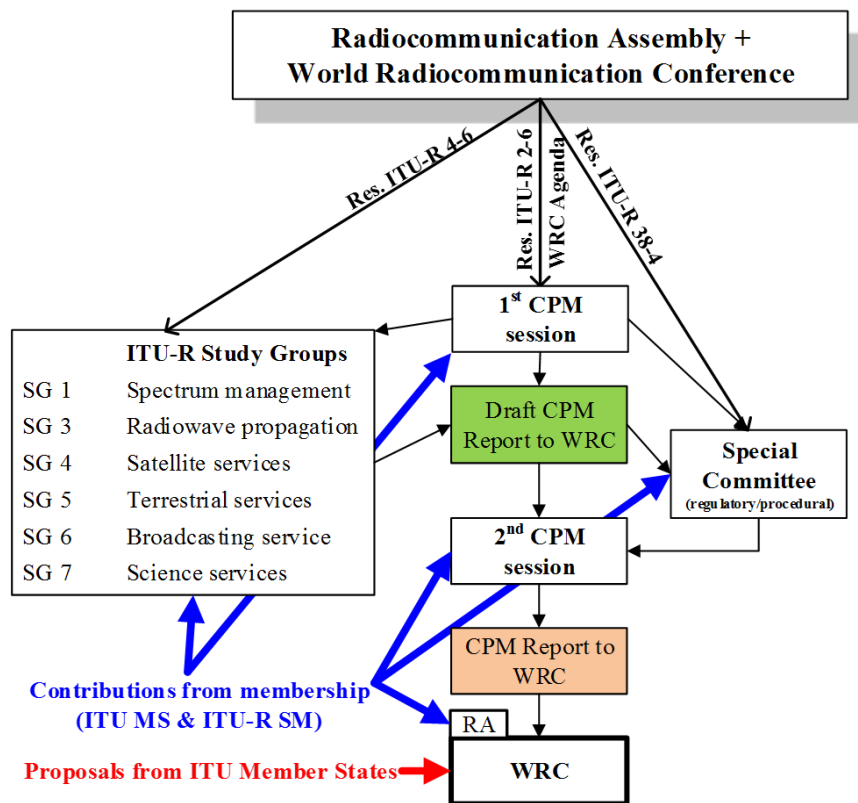 Radiocommunication Assembly +
World Radiocommunication Conference
Res. ITU-R 4-6
Res. ITU-R 2-6
WRC Agenda
Res. ITU-R 38-4
1st CPM
session
ITU-R Study Groups
SG 1 Spectrum management
SG 3 Radiowave propagation
SG 4 Satellite services
SG 5 Terrestrial services
SG 6 Broadcasting service
SG 7 Science services
Draft CPM
Report to WRC
Special
Committee
(regulatory/procedural)
2nd CPM
session
CPM Report to
WRC
Contributions from membership
(ITU MS & ITU-R SM)
RA
Proposals from ITU Member States
WRC